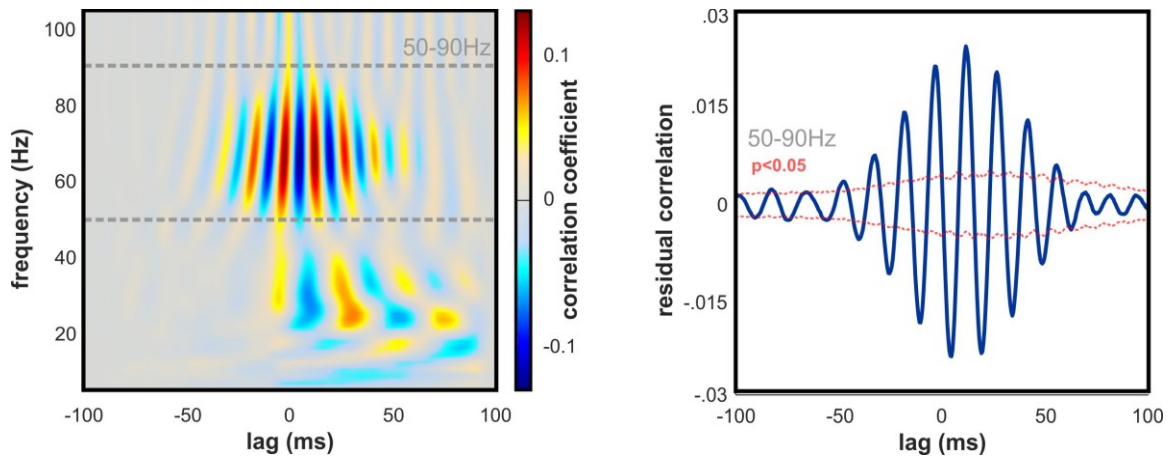 100
80
60
40
20
frequency (Hz)
50-90Hz
-100
-50
0
50
100
lag (ms)
0.1
0
-0.1
correlation coefficient
.03
.015
0
-.015
-.03
residual correlation
50-90Hz
p<0.05
-100
-50
0
50
100
lag (ms)